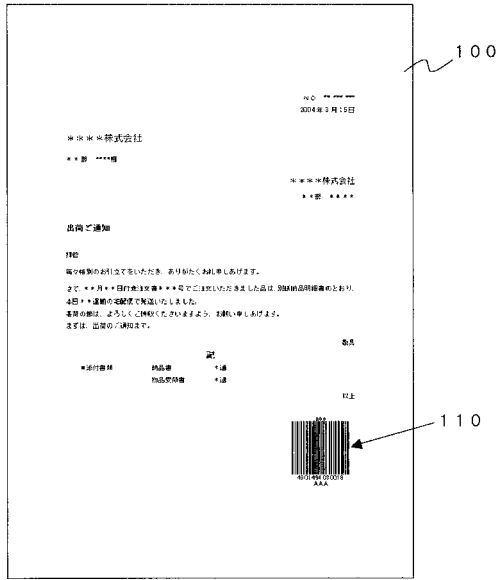 100
NO ** *** ***
2004年3月15日
****株式会社
**部 ****様
****株式会社
**部 ****
出荷ご通知
拝啓
毎々格別のお引立てをいただき、ありがたくお礼申しあげます。
さて、**月**日付貴注文書***号でご注文いただきました品は、別紙納品明細書のとおり、
本日**運輸の宅配便で発送いたしました。
着荷の節は、よろしくご検収くださいますよう、お願い申しあげます。
まずは、出荷のご通知まで。
敬具
記
*添付書類 納品書 *通
物品受領書 *通
以上
110
AAA